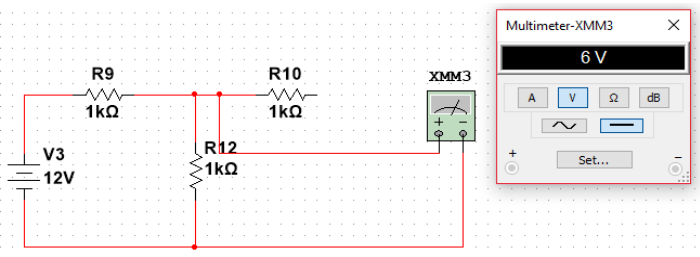 Multimeter-XMM3
6 V
A V Ω dB
Set...
+ −
R9
1kΩ
R10
1kΩ
XMM3
+ −
V3
12V
R12
1kΩ